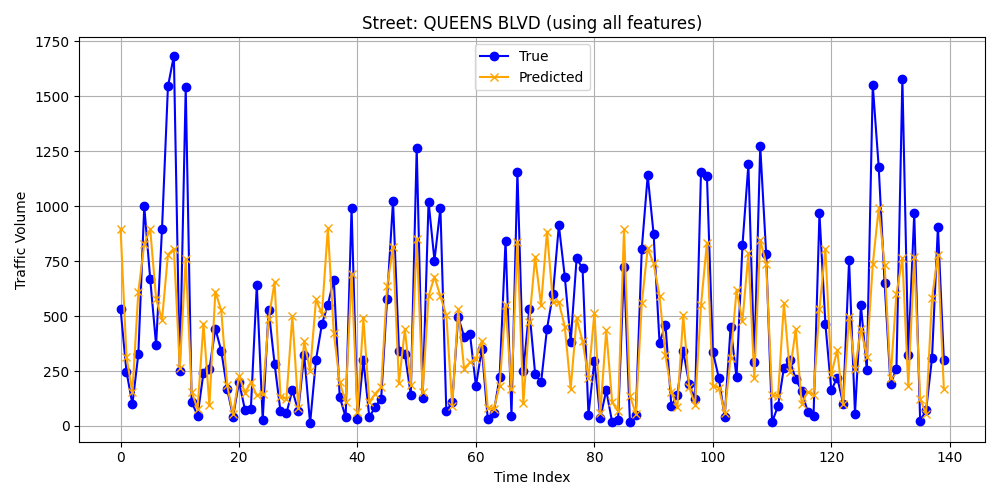 Street: QUEENS BLVD (using all features)
True
Predicted
Traffic Volume
1750
1500
1250
1000
750
500
250
0
0 20 40 60 80 100 120 140
Time Index